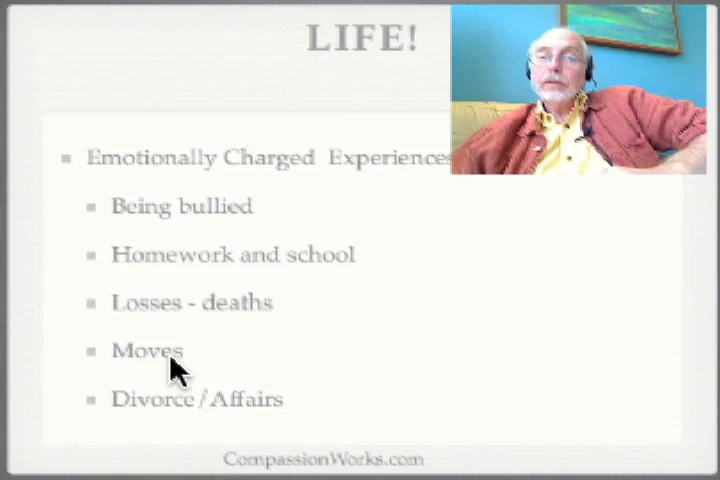 LIFE!
Emotionally Charged Experiences
Being bullied
Homework and school
Losses - deaths
Moves
Divorce/Affairs
CompassionWorks.com